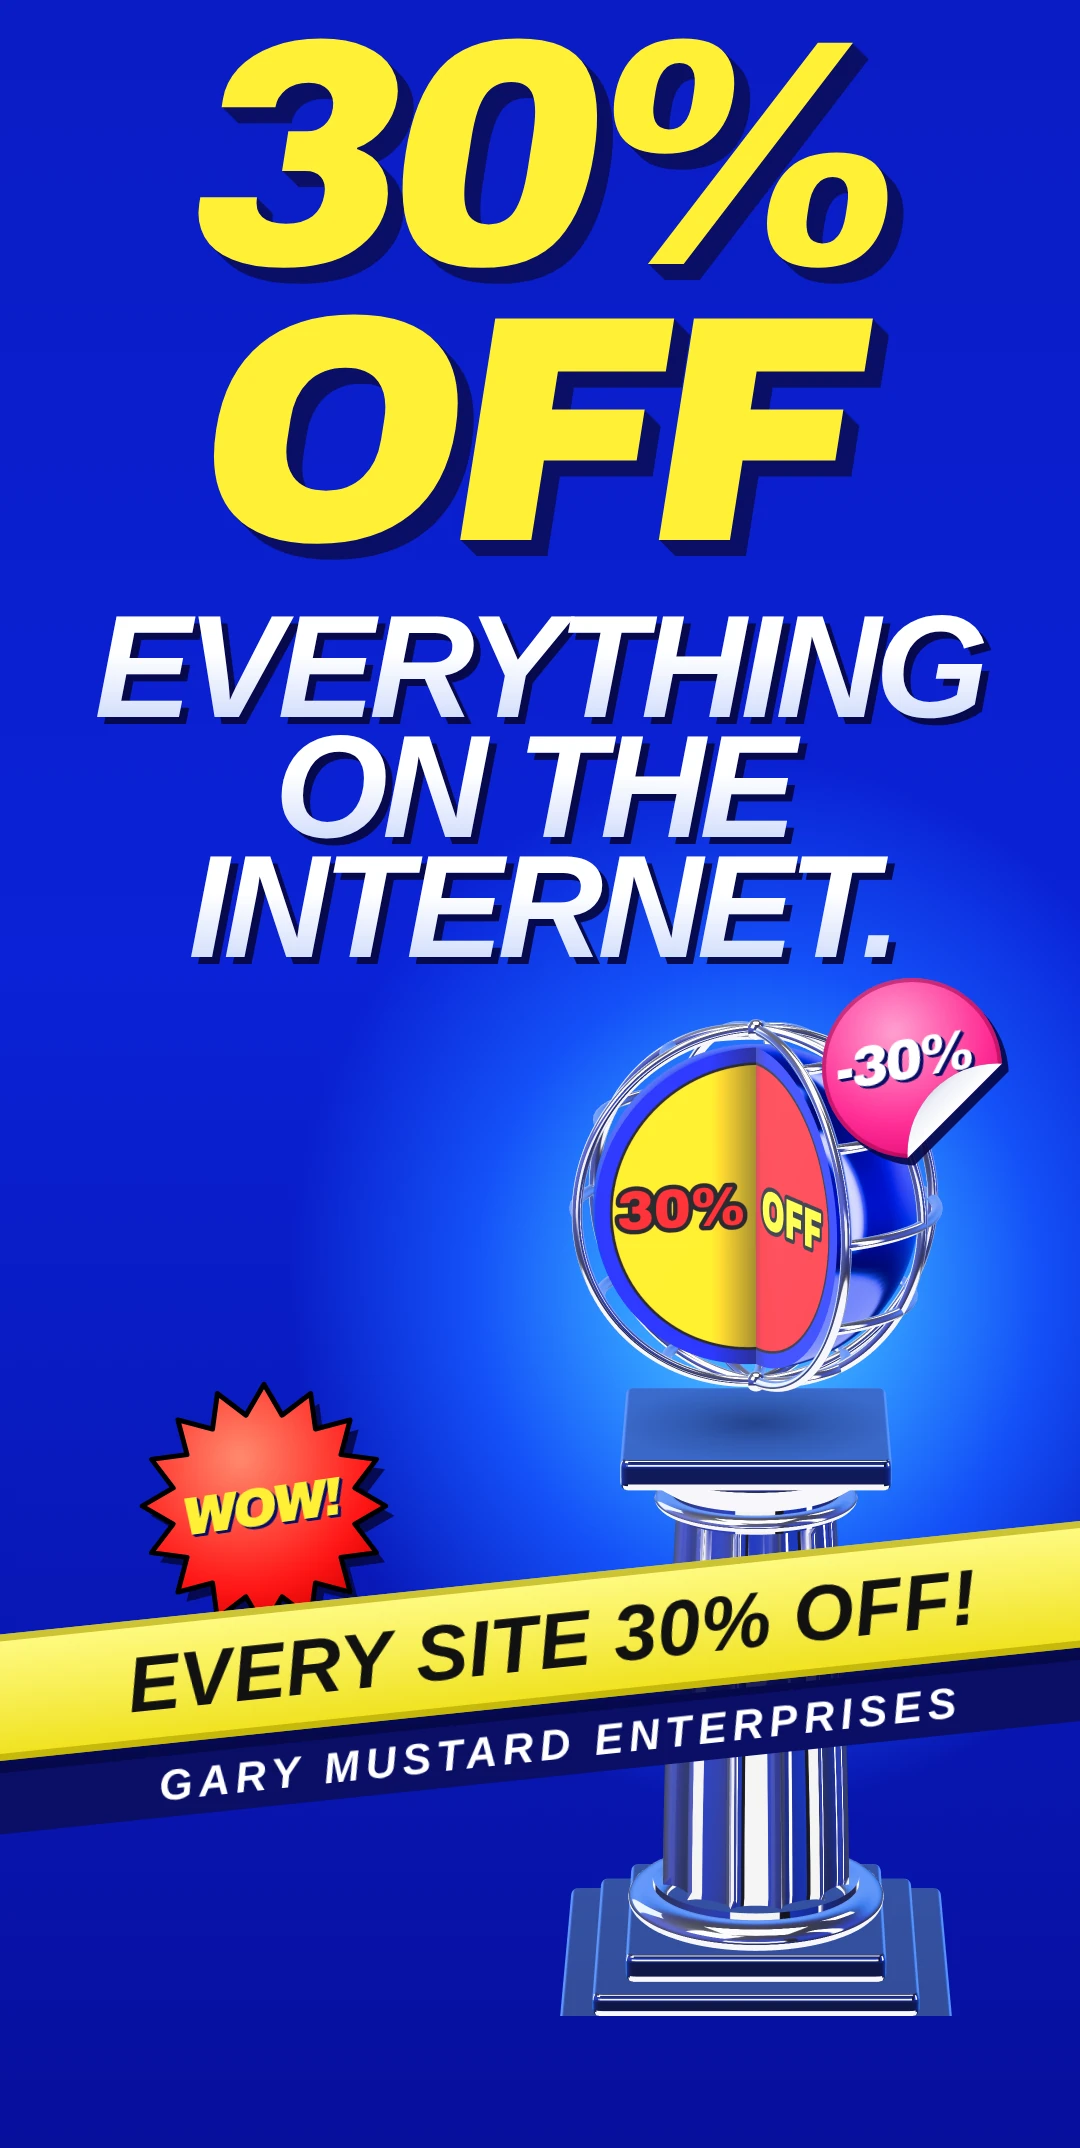 30%
OFF
EVERYTHING
ON THE
INTERNET.
-30%
30% OFF
WOW!
EVERY SITE 30% OFF!
GARY MUSTARD ENTERPRISES